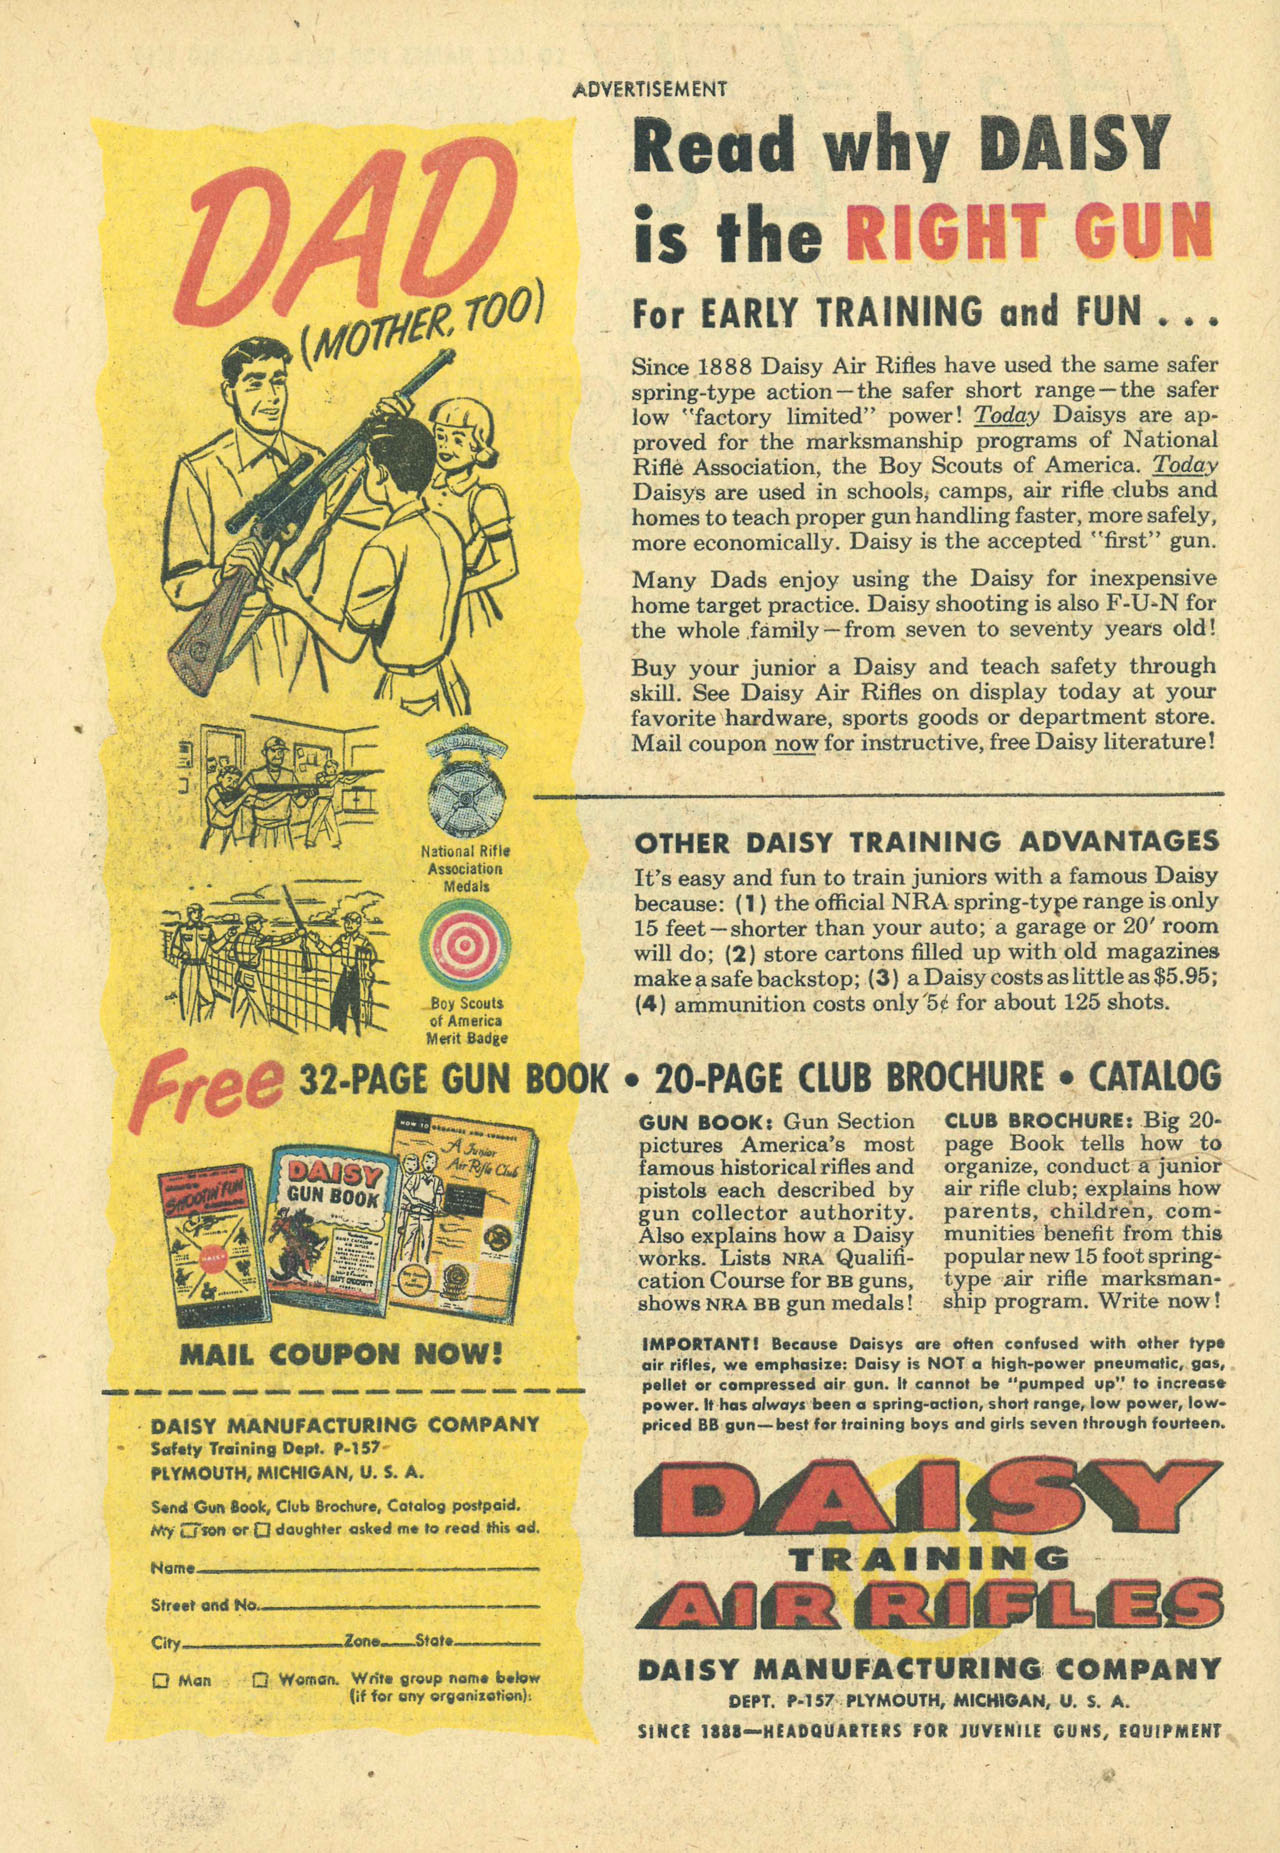 ADVERTISEMENT
DAD
(MOTHER, TOO)
National Rifle
Association
Medals
Boy Scouts
of America
Merit Badge
Read why DAISY
is the RIGHT GUN
For EARLY TRAINING and FUN . . .
Since 1888 Daisy Air Rifles have used the same safer
spring-type action—the safer short range—the safer
low "factory limited" power! Today Daisys are ap-
proved for the marksmanship programs of National
Rifle Association, the Boy Scouts of America. Today
Daisys are used in schools, camps, air rifle clubs and
homes to teach proper gun handling faster, more safely,
more economically. Daisy is the accepted "first" gun.
Many Dads enjoy using the Daisy for inexpensive
home target practice. Daisy shooting is also F-U-N for
the whole family—from seven to seventy years old!
Buy your junior a Daisy and teach safety through
skill. See Daisy Air Rifles on display today at your
favorite hardware, sports goods or department store.
Mail coupon now for instructive, free Daisy literature!
OTHER DAISY TRAINING ADVANTAGES
It's easy and fun to train juniors with a famous Daisy
because: (1) the official NRA spring-type range is only
15 feet—shorter than your auto; a garage or 20' room
will do; (2) store cartons filled up with old magazines
make a safe backstop; (3) a Daisy costs as little as $5.95;
(4) ammunition costs only 5¢ for about 125 shots.
Free 32-PAGE GUN BOOK • 20-PAGE CLUB BROCHURE • CATALOG
SHOOTIN' FUN
DAISY
DAISY
GUN BOOK
HOW TO ORGANIZE AND CONDUCT
A Junior
Air Rifle Club
MAIL COUPON NOW!
GUN BOOK: Gun Section
pictures America's most
famous historical rifles and
pistols each described by
gun collector authority.
Also explains how a Daisy
works. Lists NRA Qualifi-
cation Course for BB guns,
shows NRA BB gun medals!
CLUB BROCHURE: Big 20-
page Book tells how to
organize, conduct a junior
air rifle club; explains how
parents, children, com-
munities benefit from this
popular new 15 foot spring-
type air rifle marksman-
ship program. Write now!
IMPORTANT! Because Daisys are often confused with other type
air rifles, we emphasize: Daisy is NOT a high-power pneumatic, gas,
pellet or compressed air gun. It cannot be "pumped up" to increase
power. It has always been a spring-action, short range, low power, low-
priced BB gun—best for training boys and girls seven through fourteen.
DAISY MANUFACTURING COMPANY
Safety Training Dept. P-157
PLYMOUTH, MICHIGAN, U. S. A.
Send Gun Book, Club Brochure, Catalog postpaid.
My son or daughter asked me to read this ad.
Name
Street and No.
City Zone State
Man Woman. Write group name below
(if for any organization):
DAISY
TRAINING
AIR RIFLES
DAISY MANUFACTURING COMPANY
DEPT. P-157 PLYMOUTH, MICHIGAN, U. S. A.
SINCE 1888—HEADQUARTERS FOR JUVENILE GUNS, EQUIPMENT